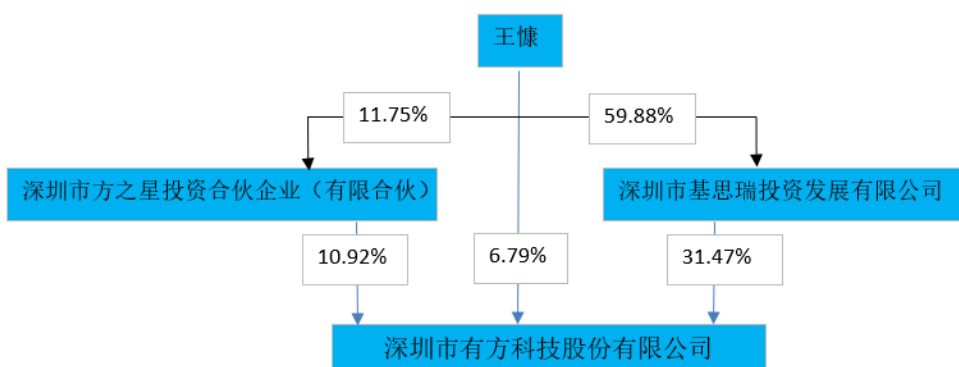 王慷
11.75%
59.88%
深圳市方之星投资合伙企业（有限合伙）
深圳市基思瑞投资发展有限公司
10.92%
6.79%
31.47%
深圳市有方科技股份有限公司